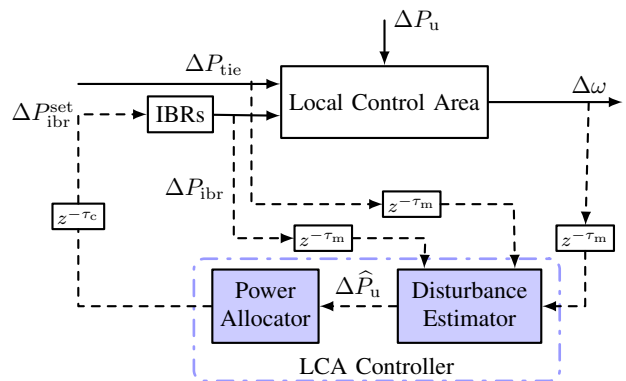 ΔP_u
ΔP_tie
Local Control Area
Δω
ΔP_ibr^set
IBRs
ΔP_ibr
z^{-τ_c}
z^{-τ_m}
z^{-τ_m}
z^{-τ_m}
Power
Allocator
ΔP̂_u
Disturbance
Estimator
LCA Controller